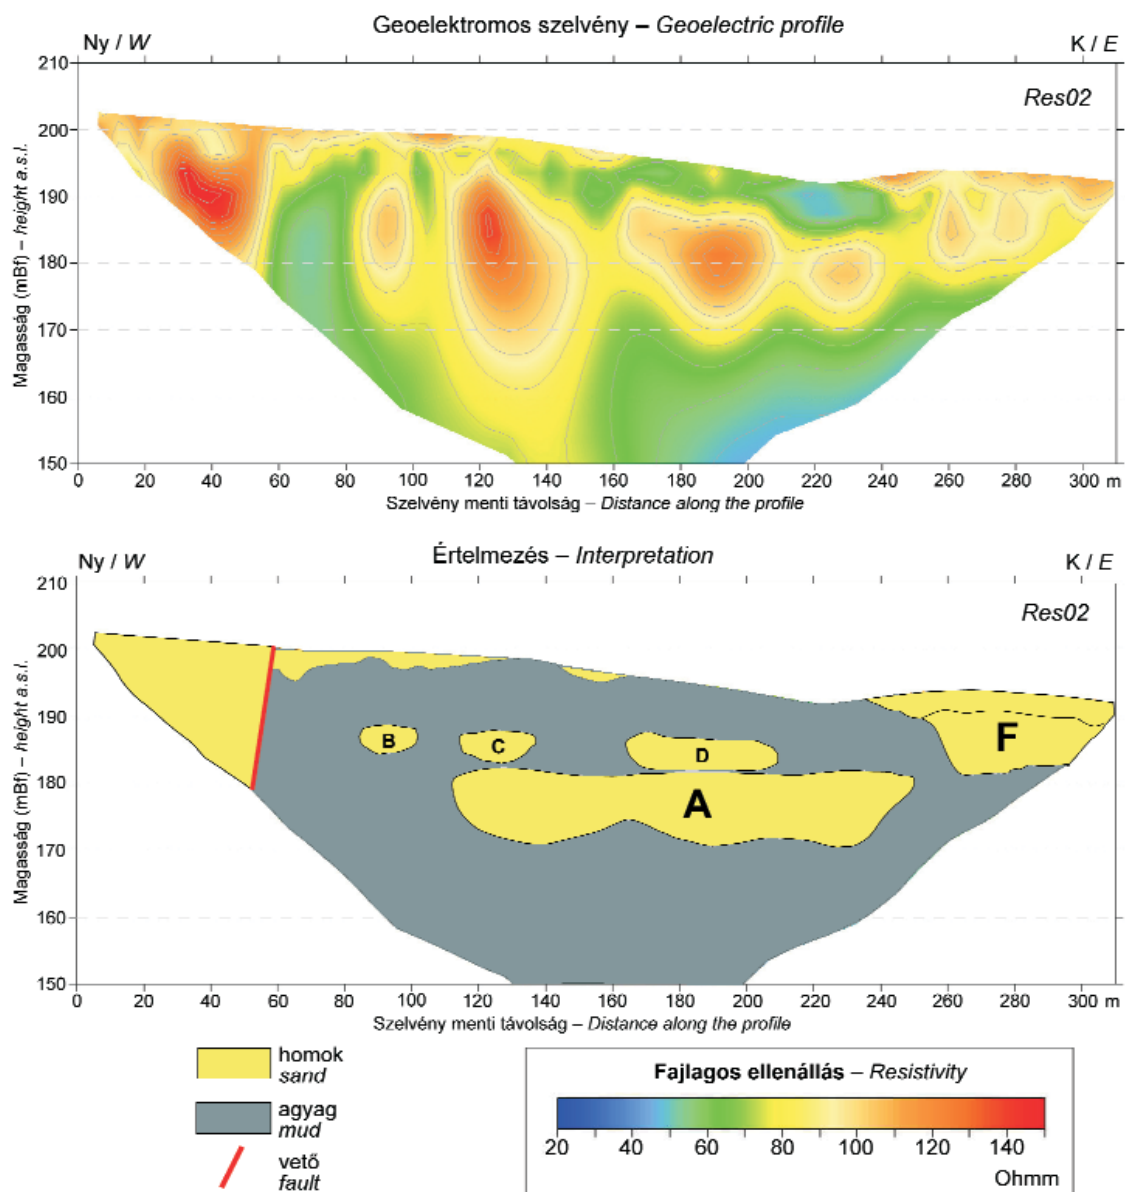 Geoelektromos szelvény – Geoelectric profile
Ny / W
K / E
Res02
Magasság (mBf) – height a.s.l.
210
200
190
180
170
160
150
0 20 40 60 80 100 120 140 160 180 200 220 240 260 280 300 m
Szelvény menti távolság – Distance along the profile
Értelmezés – Interpretation
Ny / W
K / E
Res02
Magasság (mBf) – height a.s.l.
210
200
190
180
170
160
150
B
C
D
A
F
0 20 40 60 80 100 120 140 160 180 200 220 240 260 280 300 m
Szelvény menti távolság – Distance along the profile
homok
sand
agyag
mud
vető
fault
Fajlagos ellenállás – Resistivity
20 40 60 80 100 120 140
Ohmm